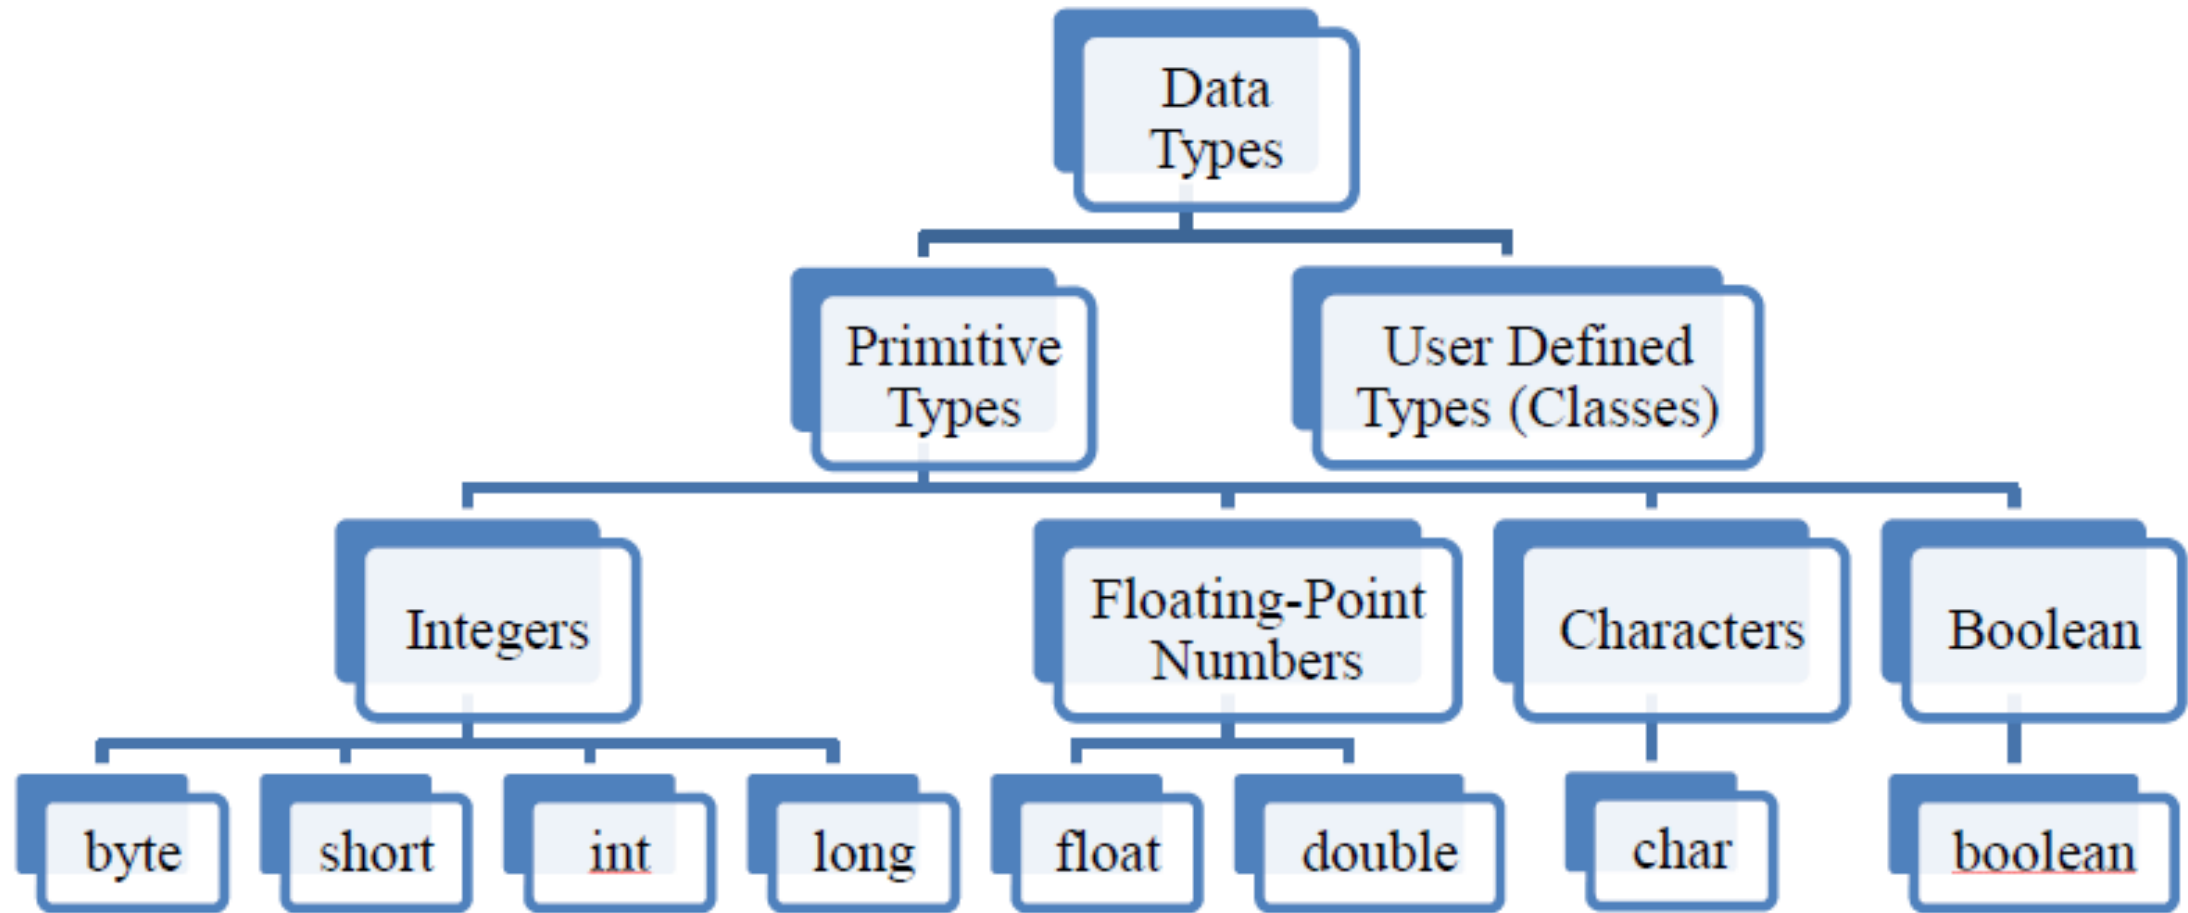 Data
Types
Primitive
Types
User Defined
Types (Classes)
Integers
Floating-Point
Numbers
Characters
Boolean
byte
short
int
long
float
double
char
boolean